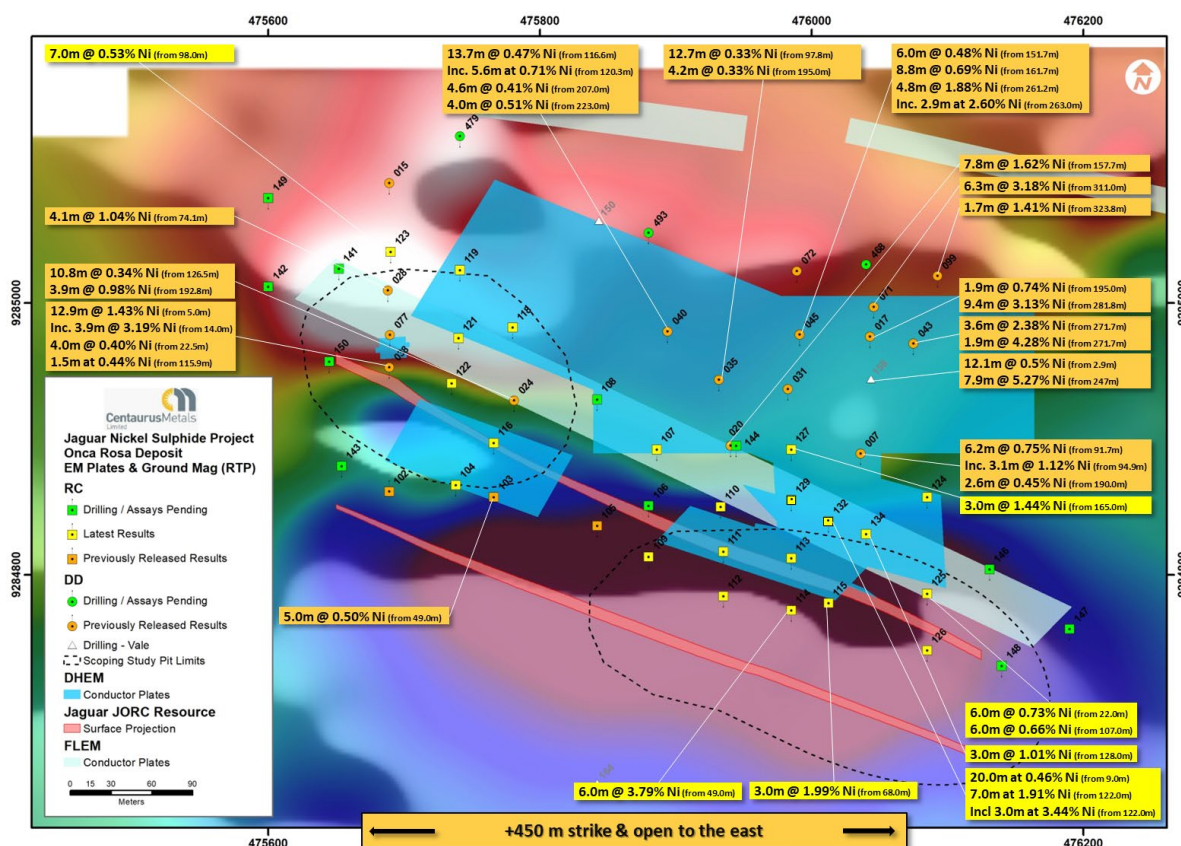 475600
475800
476000
476200
7.0m @ 0.53% Ni (from 98.0m)
13.7m @ 0.47% Ni (from 116.6m)
Inc. 5.6m at 0.71% Ni (from 120.3m)
4.6m @ 0.41% Ni (from 207.0m)
4.0m @ 0.51% Ni (from 223.0m)
12.7m @ 0.33% Ni (from 97.8m)
4.2m @ 0.33% Ni (from 195.0m)
6.0m @ 0.48% Ni (from 151.7m)
8.8m @ 0.69% Ni (from 161.7m)
4.8m @ 1.88% Ni (from 261.2m)
Inc. 2.9m at 2.60% Ni (from 263.0m)
N
7.8m @ 1.62% Ni (from 157.7m)
6.3m @ 3.18% Ni (from 311.0m)
1.7m @ 1.41% Ni (from 323.8m)
4.1m @ 1.04% Ni (from 74.1m)
10.8m @ 0.34% Ni (from 126.5m)
3.9m @ 0.98% Ni (from 192.8m)
12.9m @ 1.43% Ni (from 5.0m)
Inc. 3.9m @ 3.19% Ni (from 14.0m)
4.0m @ 0.40% Ni (from 22.5m)
1.5m at 0.44% Ni (from 115.9m)
1.9m @ 0.74% Ni (from 195.0m)
9.4m @ 3.13% Ni (from 281.8m)
3.6m @ 2.38% Ni (from 271.7m)
1.9m @ 4.28% Ni (from 271.7m)
12.1m @ 0.5% Ni (from 2.9m)
7.9m @ 5.27% Ni (from 247m)
6.2m @ 0.75% Ni (from 91.7m)
Inc. 3.1m @ 1.12% Ni (from 94.9m)
2.6m @ 0.45% Ni (from 190.0m)
3.0m @ 1.44% Ni (from 165.0m)
5.0m @ 0.50% Ni (from 49.0m)
6.0m @ 3.79% Ni (from 49.0m)
3.0m @ 1.99% Ni (from 68.0m)
6.0m @ 0.73% Ni (from 22.0m)
6.0m @ 0.66% Ni (from 107.0m)
3.0m @ 1.01% Ni (from 128.0m)
20.0m at 0.46% Ni (from 9.0m)
7.0m at 1.91% Ni (from 122.0m)
Incl 3.0m at 3.44% Ni (from 122.0m)
479
015
149
150
493
123
141
142
028
119
072
468
099
071
118
121
077
040
045
017
043
150
038
122
024
108
035
031
116
107
020
144
127
007
143
102
104
103
106
110
129
132
124
134
105
109
111
113
112
114
115
125
146
147
126
148
9285000
9284800
9285000
CentaurusMetals
Limited
Jaguar Nickel Sulphide Project
Onca Rosa Deposit
EM Plates & Ground Mag (RTP)
RC
Drilling / Assays Pending
Latest Results
Previously Released Results
DD
Drilling / Assays Pending
Previously Released Results
Drilling - Vale
Scoping Study Pit Limits
DHEM
Conductor Plates
Jaguar JORC Resource
Surface Projection
FLEM
Conductor Plates
0 15 30 60 90
Meters
+450 m strike & open to the east
475600
476000
476200